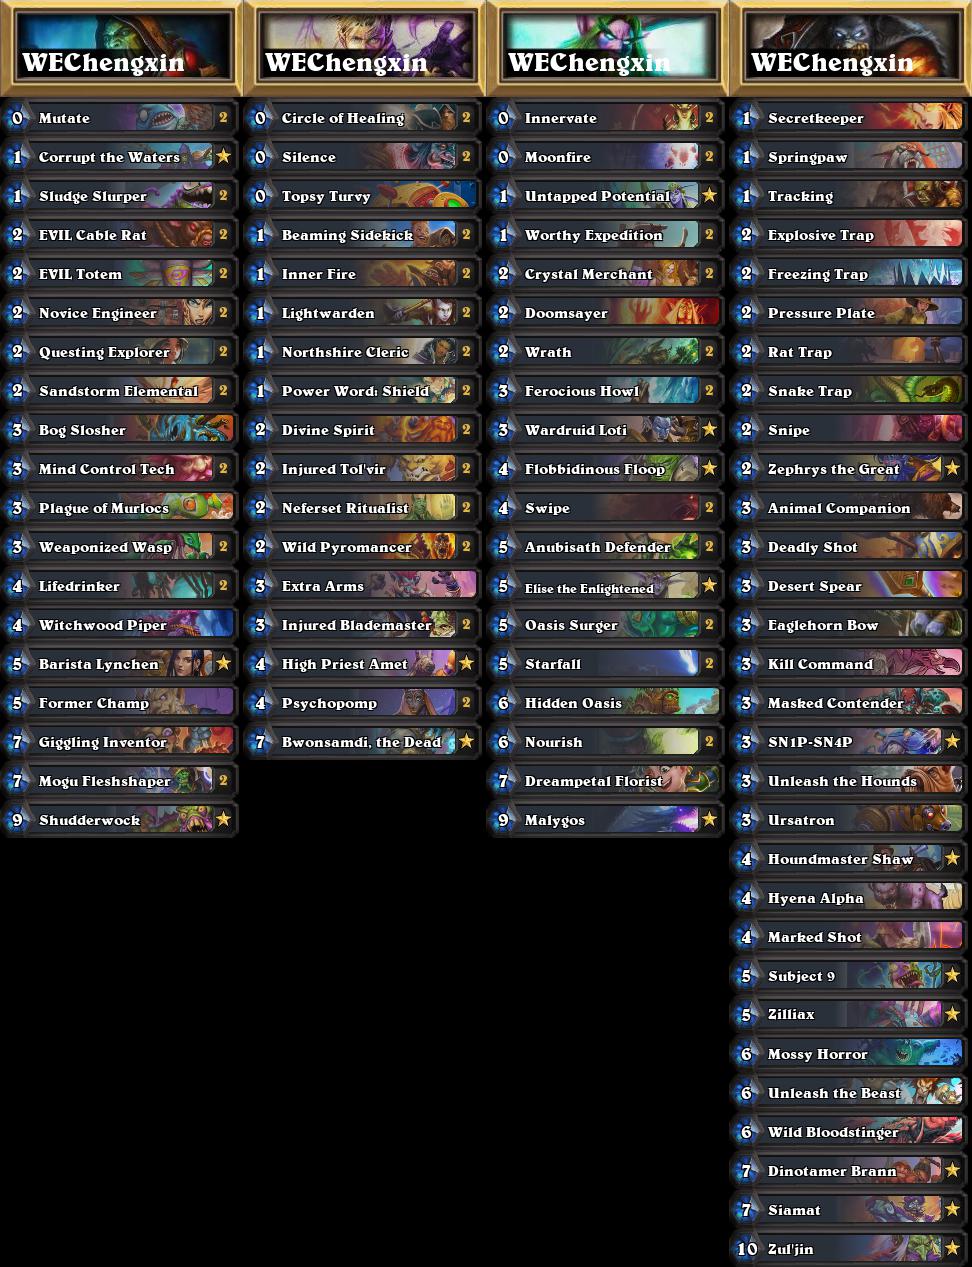 WEChengxin
0 Mutate 2
1 Corrupt the Waters
1 Sludge Slurper 2
2 EVIL Cable Rat 2
2 EVIL Totem 2
2 Novice Engineer 2
2 Questing Explorer 2
2 Sandstorm Elemental 2
3 Bog Slosher
3 Mind Control Tech 2
3 Plague of Murlocs
3 Weaponized Wasp 2
4 Lifedrinker 2
4 Witchwood Piper
5 Barista Lynchen
5 Former Champ
7 Giggling Inventor
7 Mogu Fleshshaper 2
9 Shudderwock
WEChengxin
0 Circle of Healing 2
0 Silence 2
0 Topsy Turvy
1 Beaming Sidekick 2
1 Inner Fire 2
1 Lightwarden 2
1 Northshire Cleric 2
1 Power Word: Shield 2
2 Divine Spirit 2
2 Injured Tol'vir 2
2 Neferset Ritualist 2
2 Wild Pyromancer 2
3 Extra Arms
3 Injured Blademaster 2
4 High Priest Amet
4 Psychopomp 2
7 Bwonsamdi, the Dead
WEChengxin
0 Innervate 2
0 Moonfire 2
1 Untapped Potential
1 Worthy Expedition 2
2 Crystal Merchant 2
2 Doomsayer
2 Wrath 2
3 Ferocious Howl 2
3 Wardruid Loti
4 Flobbidinous Floop
4 Swipe 2
5 Anubisath Defender 2
5 Elise the Enlightened
5 Oasis Surger 2
5 Starfall 2
6 Hidden Oasis
6 Nourish 2
7 Dreampetal Florist
9 Malygos
WEChengxin
1 Secretkeeper
1 Springpaw
1 Tracking
2 Explosive Trap
2 Freezing Trap
2 Pressure Plate
2 Rat Trap
2 Snake Trap
2 Snipe
2 Zephrys the Great
3 Animal Companion
3 Deadly Shot
3 Desert Spear
3 Eaglehorn Bow
3 Kill Command
3 Masked Contender
3 SN1P-SN4P
3 Unleash the Hounds
3 Ursatron
4 Houndmaster Shaw
4 Hyena Alpha
4 Marked Shot
5 Subject 9
5 Zilliax
6 Mossy Horror
6 Unleash the Beast
6 Wild Bloodstinger
7 Dinotamer Brann
7 Siamat
10 Zul'jin